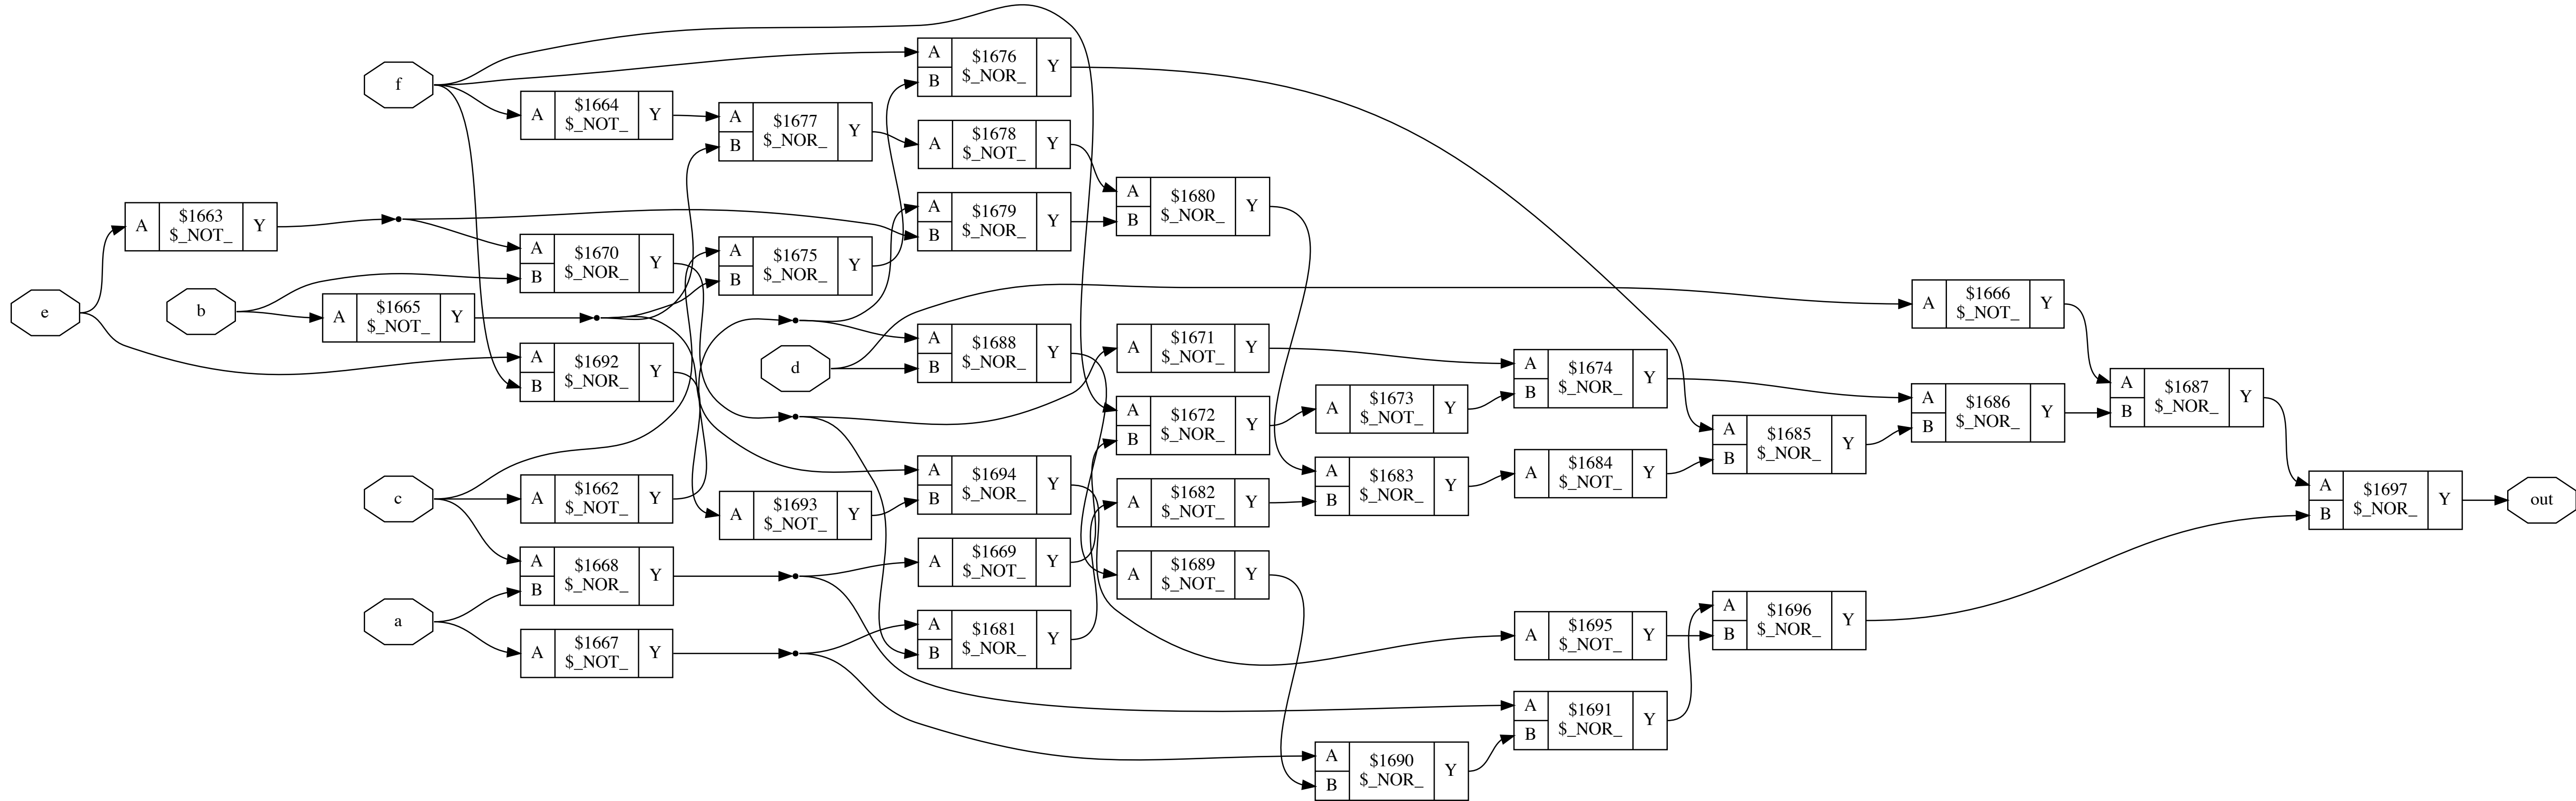 f
A
B
$1676
$_NOR_
Y
A
$1664
$_NOT_
Y
A
B
$1677
$_NOR_
Y
A
$1678
$_NOT_
Y
A
B
$1680
$_NOR_
Y
A
$1663
$_NOT_
Y
A
B
$1679
$_NOR_
Y
A
B
$1670
$_NOR_
Y
A
B
$1675
$_NOR_
Y
e
b
A
$1665
$_NOT_
Y
A
$1666
$_NOT_
Y
A
B
$1692
$_NOR_
Y
d
A
B
$1688
$_NOR_
Y
A
$1671
$_NOT_
Y
A
B
$1674
$_NOR_
Y
A
B
$1687
$_NOR_
Y
A
B
$1672
$_NOR_
Y
A
$1673
$_NOT_
Y
A
B
$1686
$_NOR_
Y
A
B
$1685
$_NOR_
Y
c
A
$1662
$_NOT_
Y
A
$1693
$_NOT_
Y
A
B
$1694
$_NOR_
Y
A
$1682
$_NOT_
Y
A
B
$1683
$_NOR_
Y
A
$1684
$_NOT_
Y
A
B
$1697
$_NOR_
Y
out
A
B
$1668
$_NOR_
Y
A
$1669
$_NOT_
Y
A
$1689
$_NOT_
Y
a
A
$1667
$_NOT_
Y
A
B
$1681
$_NOR_
Y
A
$1695
$_NOT_
Y
A
B
$1696
$_NOR_
Y
A
B
$1691
$_NOR_
Y
A
B
$1690
$_NOR_
Y